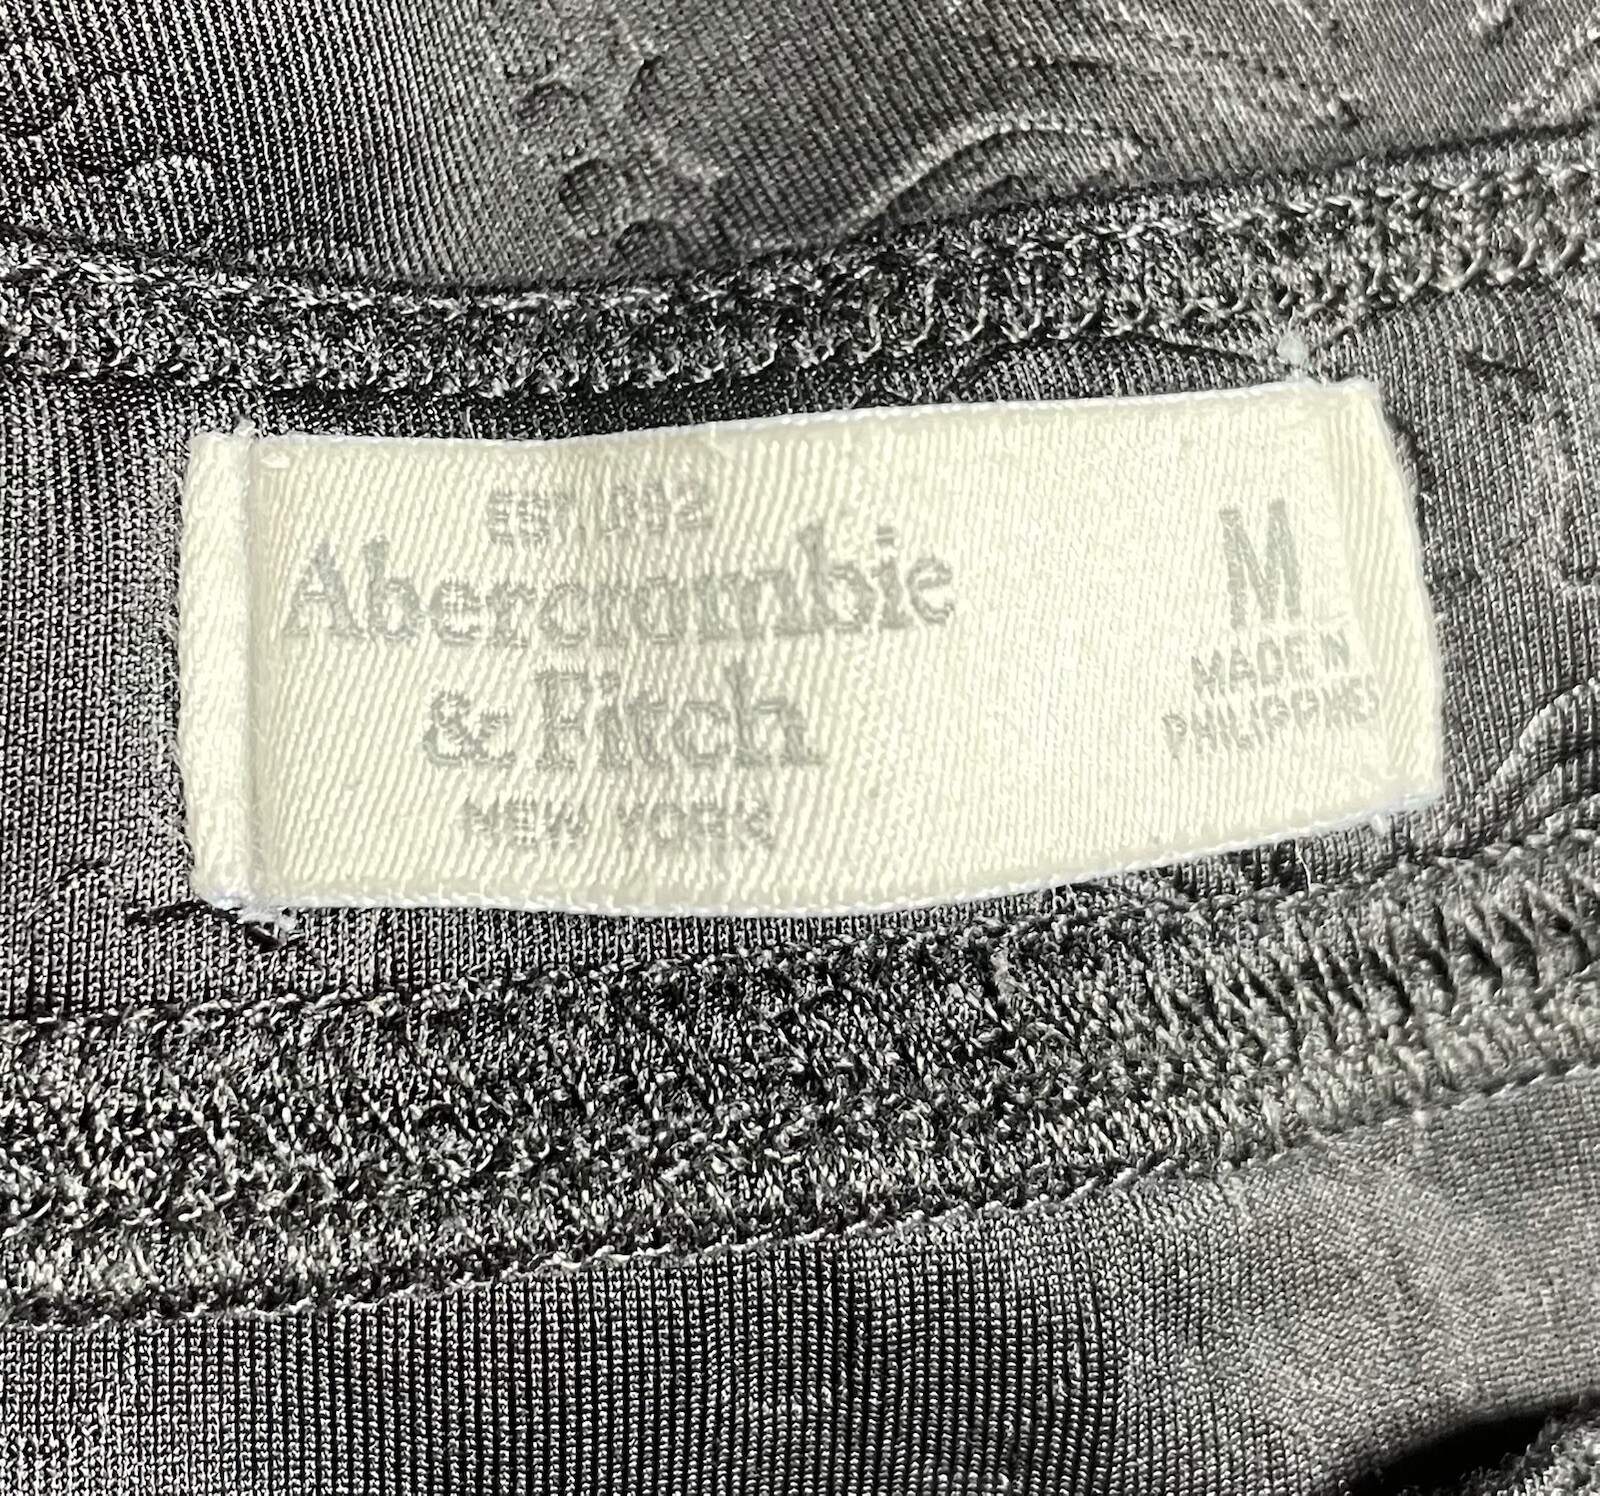 EST. 1892
Abercrombie
& Fitch
NEW YORK
M
MADE IN
PHILIPPINES